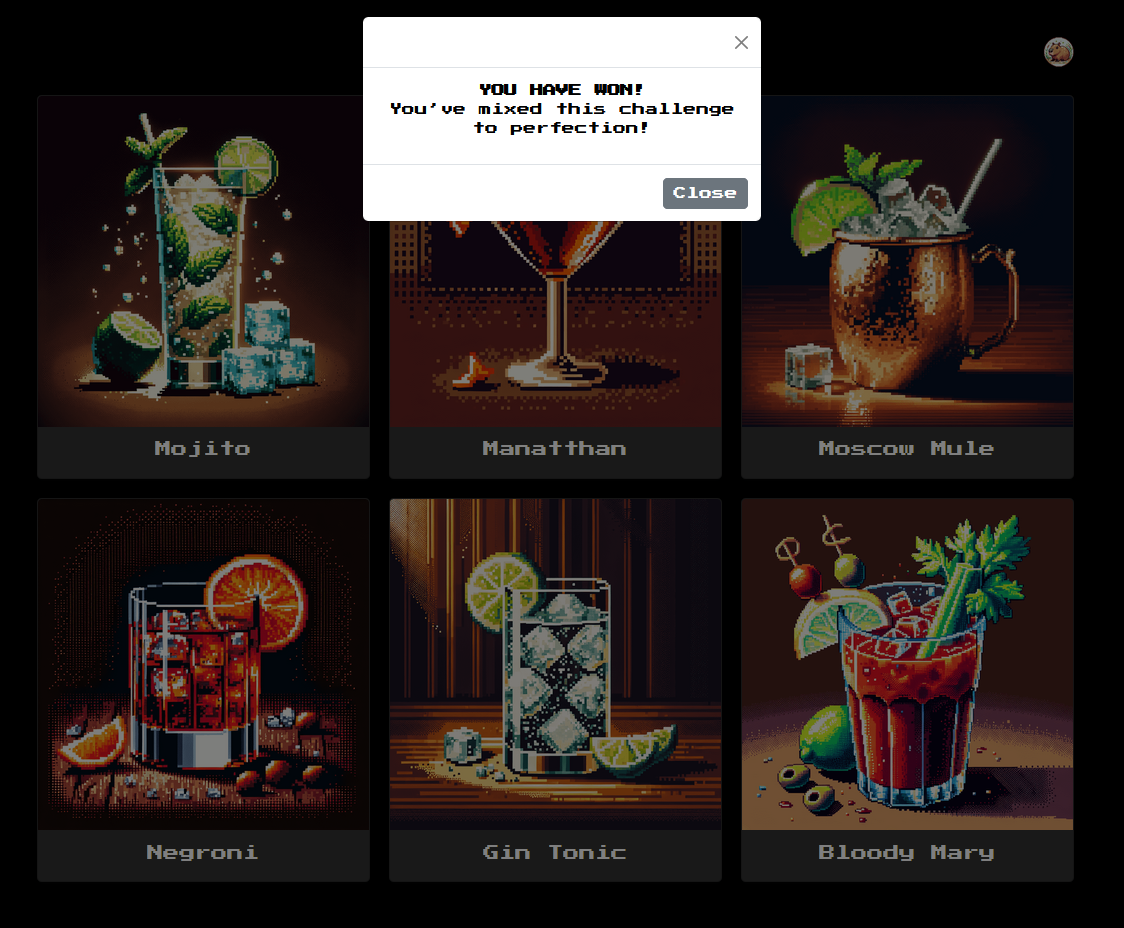 YOU HAVE WON!
You've mixed this challenge
to perfection!
Close
Mojito
Manatthan
Moscow Mule
Negroni
Gin Tonic
Bloody Mary